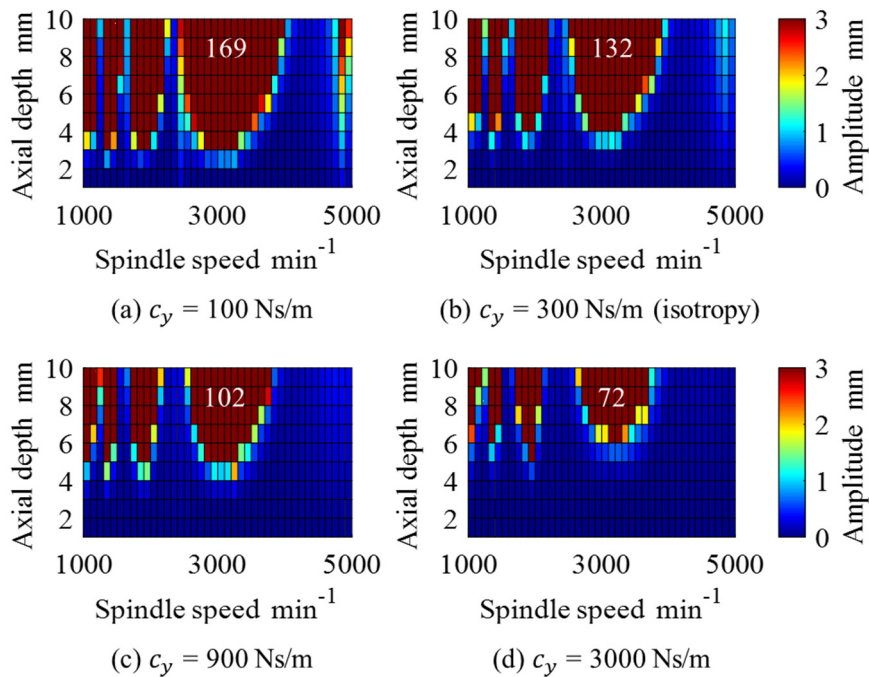 Axial depth mm
10
8
6
4
2
169
1000 3000 5000
Spindle speed min⁻¹
(a) c_y = 100 Ns/m
Axial depth mm
10
8
6
4
2
132
1000 3000 5000
Spindle speed min⁻¹
(b) c_y = 300 Ns/m (isotropy)
3
2
1
0
Amplitude mm
Axial depth mm
10
8
6
4
2
102
1000 3000 5000
Spindle speed min⁻¹
(c) c_y = 900 Ns/m
Axial depth mm
10
8
6
4
2
72
1000 3000 5000
Spindle speed min⁻¹
(d) c_y = 3000 Ns/m
3
2
1
0
Amplitude mm